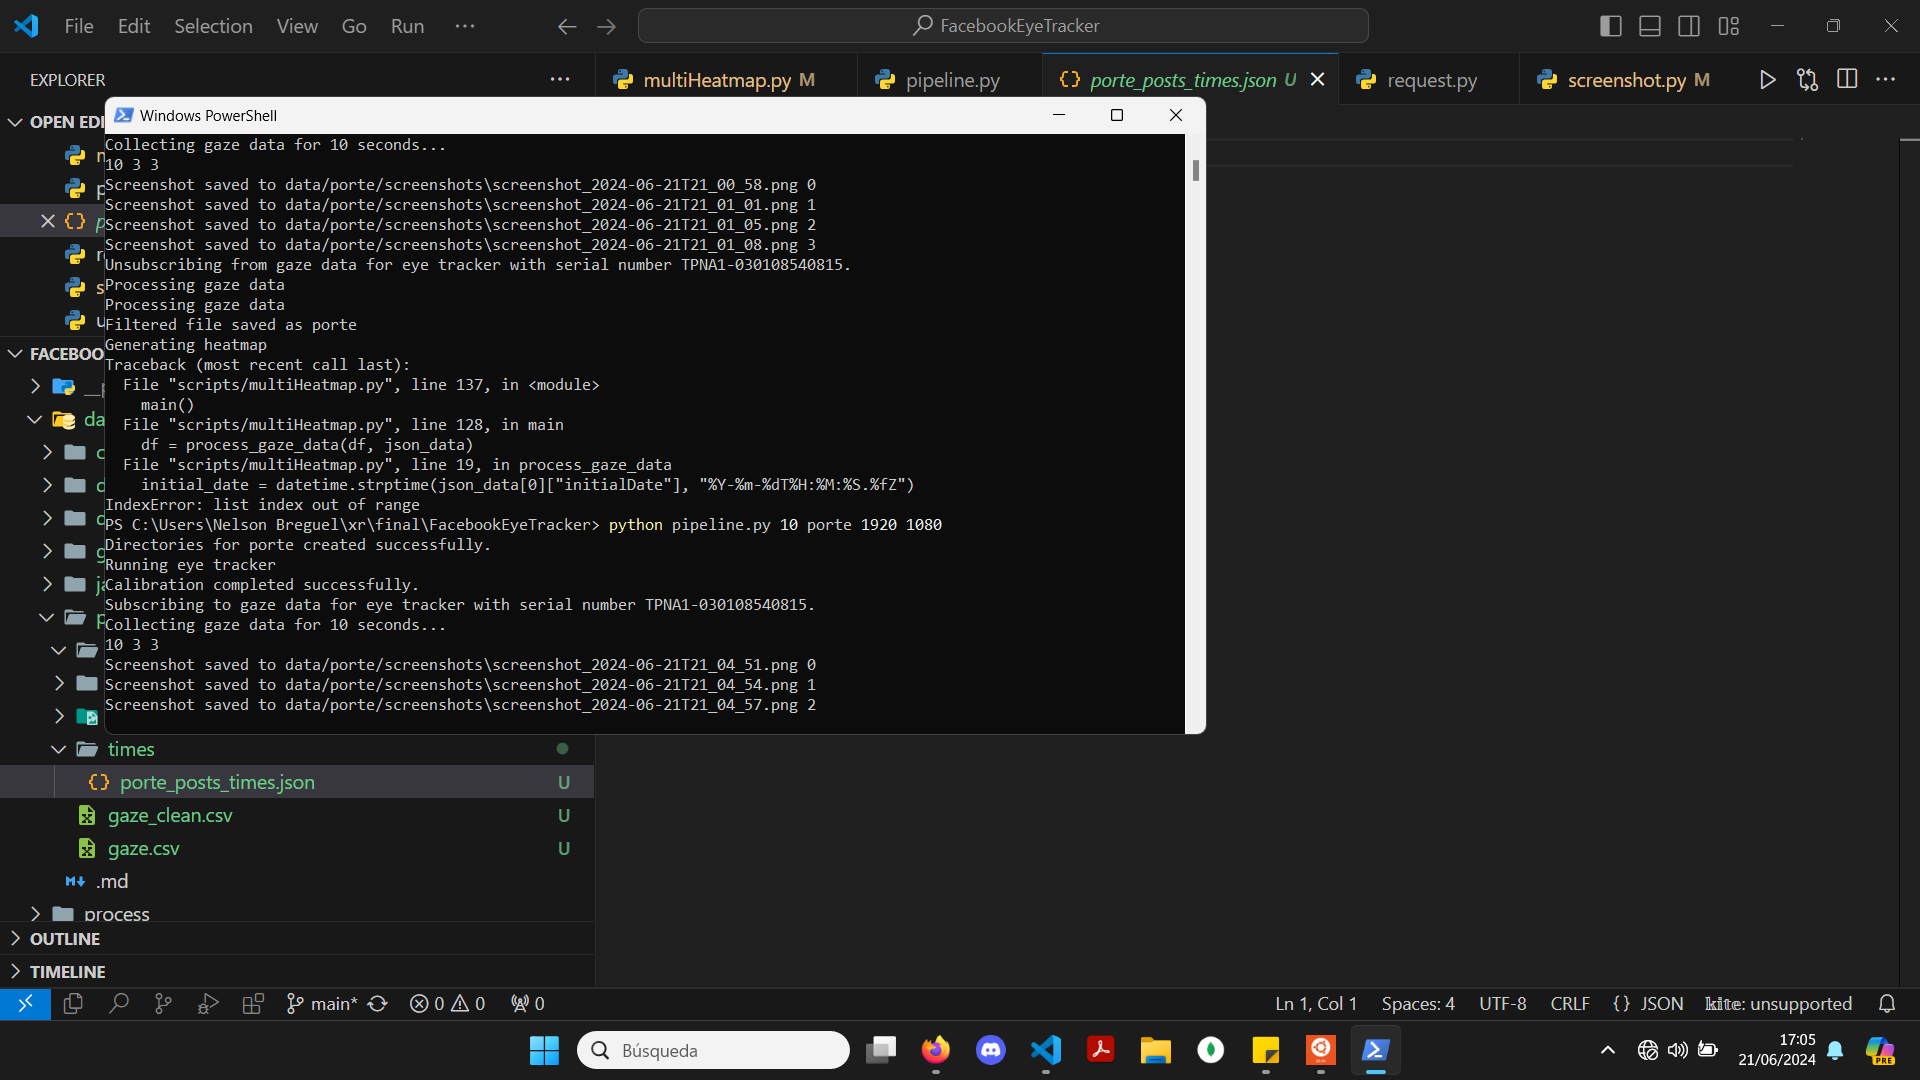 File Edit Selection View Go Run ···
FacebookEyeTracker
EXPLORER ···
multiHeatmap.py M
pipeline.py
porte_posts_times.json U
request.py
screenshot.py M
OPEN EDI
FACEBOO
da
Windows PowerShell
Collecting gaze data for 10 seconds...
10 3 3
Screenshot saved to data/porte/screenshots\screenshot_2024-06-21T21_00_58.png 0
Screenshot saved to data/porte/screenshots\screenshot_2024-06-21T21_01_01.png 1
Screenshot saved to data/porte/screenshots\screenshot_2024-06-21T21_01_05.png 2
Screenshot saved to data/porte/screenshots\screenshot_2024-06-21T21_01_08.png 3
Unsubscribing from gaze data for eye tracker with serial number TPNA1-030108540815.
Processing gaze data
Processing gaze data
Filtered file saved as porte
Generating heatmap
Traceback (most recent call last):
File "scripts/multiHeatmap.py", line 137, in <module>
main()
File "scripts/multiHeatmap.py", line 128, in main
df = process_gaze_data(df, json_data)
File "scripts/multiHeatmap.py", line 19, in process_gaze_data
initial_date = datetime.strptime(json_data[0]["initialDate"], "%Y-%m-%dT%H:%M:%S.%fZ")
IndexError: list index out of range
PS C:\Users\Nelson Breguel\xr\final\FacebookEyeTracker> python pipeline.py 10 porte 1920 1080
Directories for porte created successfully.
Running eye tracker
Calibration completed successfully.
Subscribing to gaze data for eye tracker with serial number TPNA1-030108540815.
Collecting gaze data for 10 seconds...
10 3 3
Screenshot saved to data/porte/screenshots\screenshot_2024-06-21T21_04_51.png 0
Screenshot saved to data/porte/screenshots\screenshot_2024-06-21T21_04_54.png 1
Screenshot saved to data/porte/screenshots\screenshot_2024-06-21T21_04_57.png 2
times
porte_posts_times.json U
gaze_clean.csv U
gaze.csv U
.md
process
OUTLINE
TIMELINE
main* 0 0 0
Ln 1, Col 1 Spaces: 4 UTF-8 CRLF {} JSON kite: unsupported
Búsqueda
17:05
21/06/2024
PRE